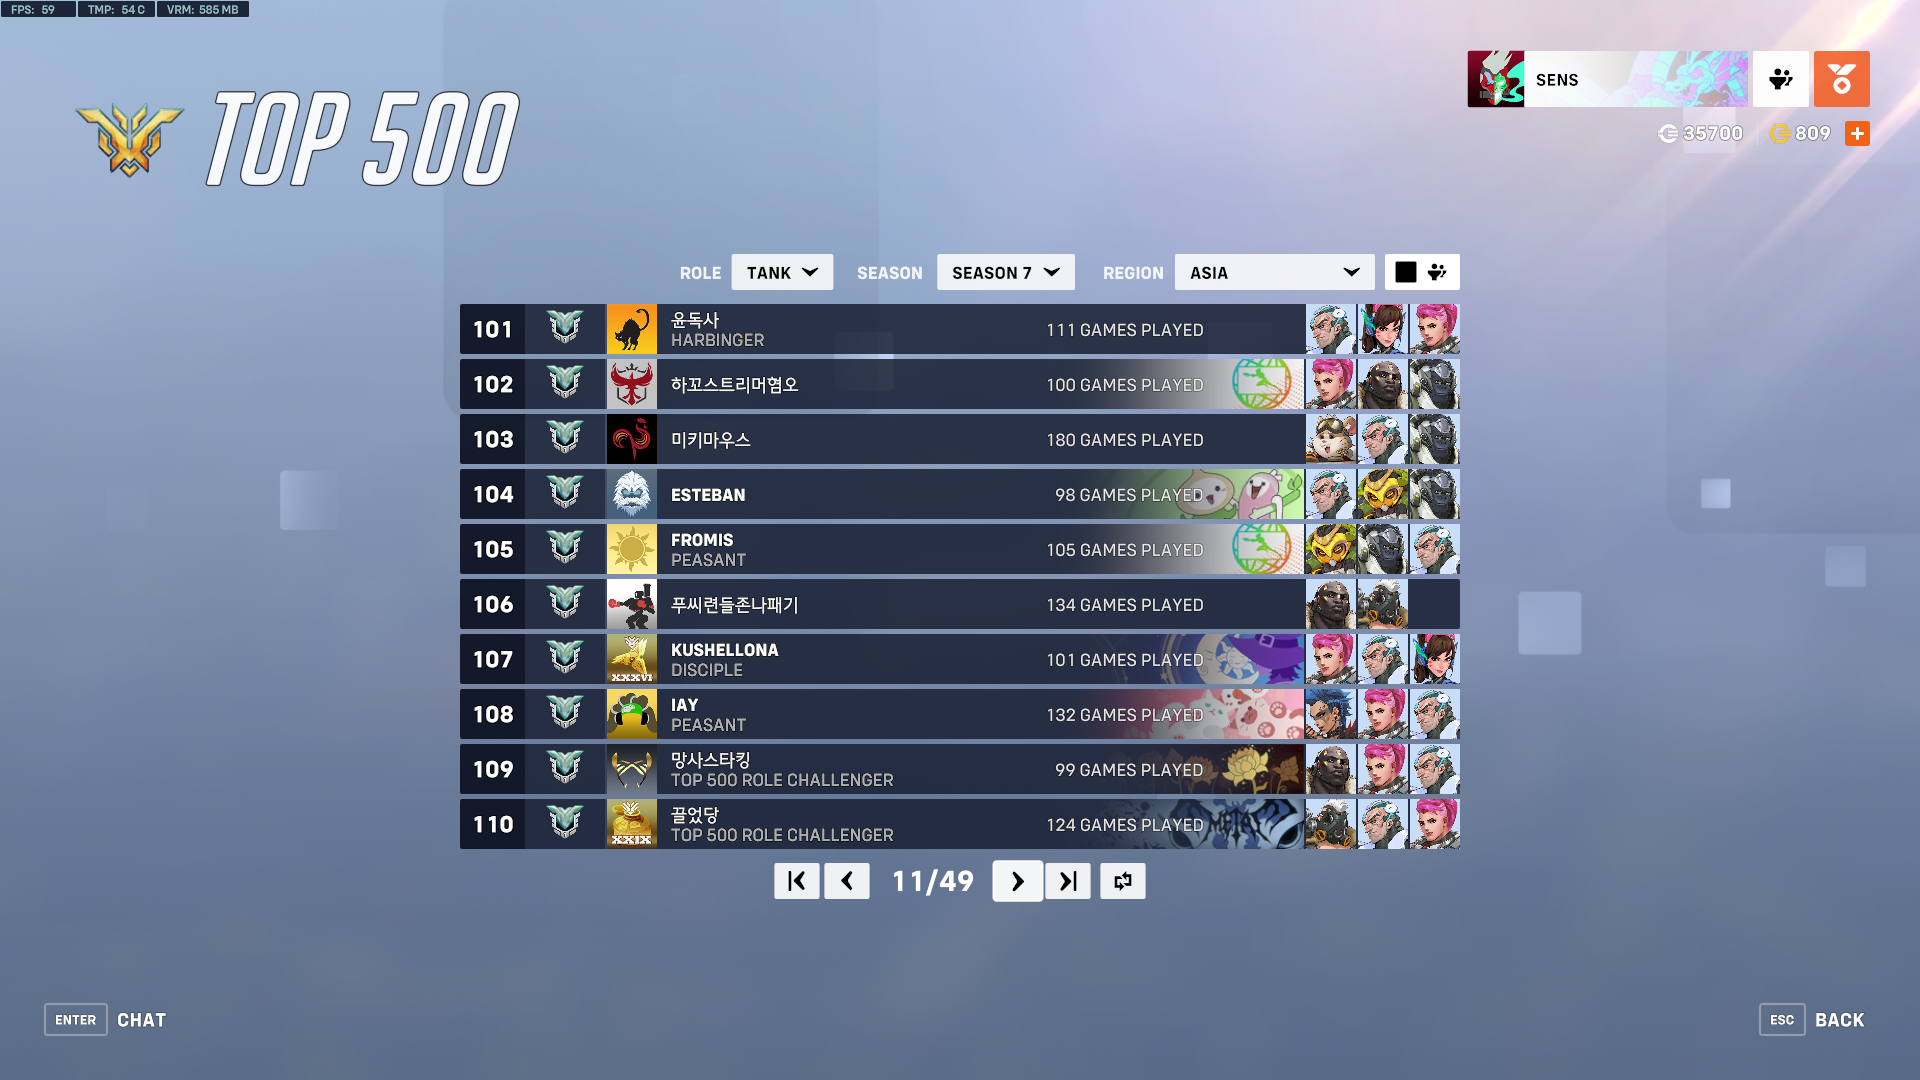 FPS: 59 TMP: 54 C VRM: 585 MB
TOP 500
SENS
35700 809
ROLE TANK SEASON SEASON 7 REGION ASIA
101 윤독사 111 GAMES PLAYED
HARBINGER
102 하꼬스트리머혐오 100 GAMES PLAYED
103 미키마우스 180 GAMES PLAYED
104 ESTEBAN 98 GAMES PLAYED
105 FROMIS 105 GAMES PLAYED
PEASANT
106 푸씨련들존나패기 134 GAMES PLAYED
107 KUSHELLONA 101 GAMES PLAYED
XXXVI DISCIPLE
108 IAY 132 GAMES PLAYED
PEASANT
109 망사스타킹 99 GAMES PLAYED
TOP 500 ROLE CHALLENGER
110 끌었당 124 GAMES PLAYED
XXIX TOP 500 ROLE CHALLENGER
11/49
ENTER CHAT
ESC BACK